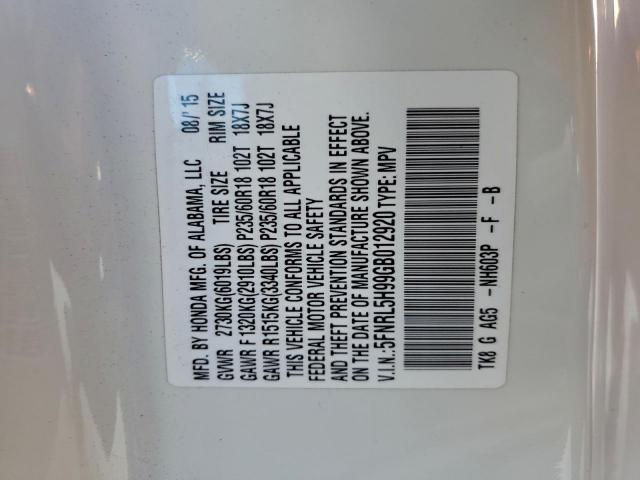 MFD. BY HONDA MFG. OF ALABAMA, LLC 08/'15
GVWR 2730KG(6019LBS) TIRE SIZE RIM SIZE
GAWR F 1320KG(2910LBS) P235/60R18 102T 18X7J
GAWR R 1515KG(3340LBS) P235/60R18 102T 18X7J
THIS VEHICLE CONFORMS TO ALL APPLICABLE
FEDERAL MOTOR VEHICLE SAFETY
AND THEFT PREVENTION STANDARDS IN EFFECT
ON THE DATE OF MANUFACTURE SHOWN ABOVE.
V.I.N.:5FNRL5H99GB012920 TYPE: MPV
TK8 G AG5 -NH603P -F -B